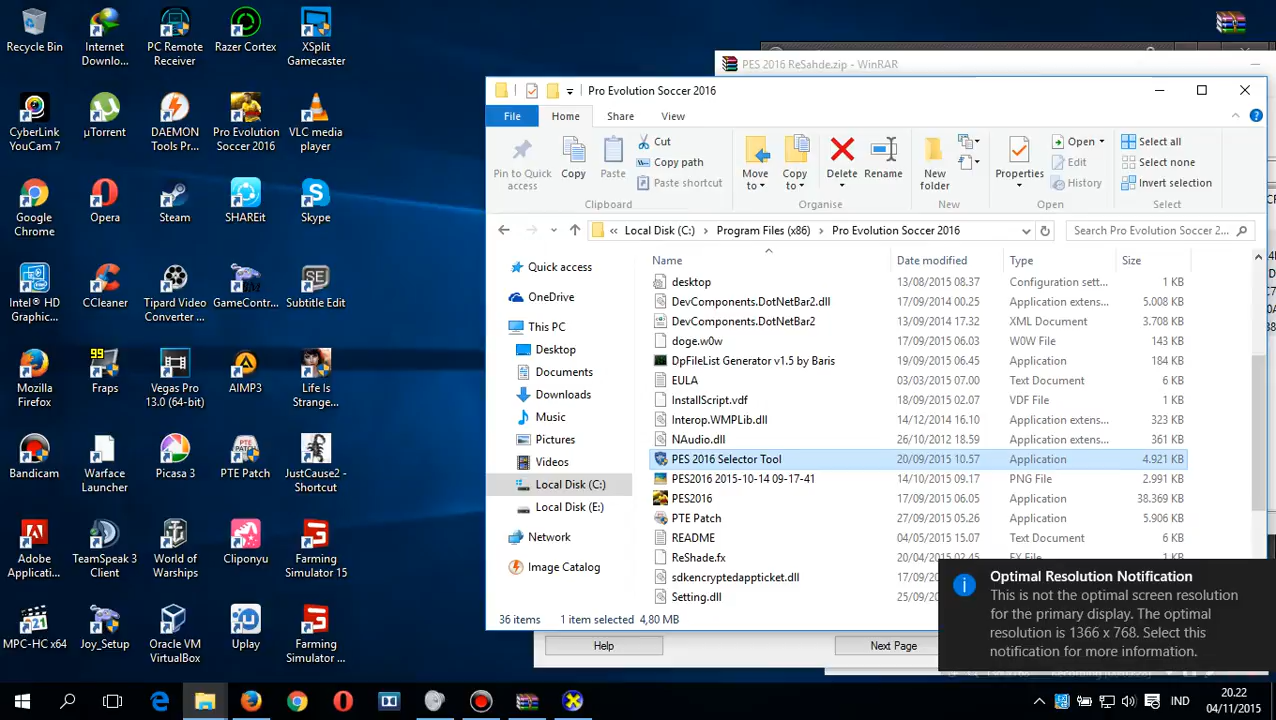 Recycle Bin
Internet
Downlo...
PC Remote
Receiver
Razer Cortex
XSplit
Gamecaster
CyberLink
YouCam 7
µTorrent
DAEMON
Tools Pr...
Pro Evolution
Soccer 2016
VLC media
player
Google
Chrome
Opera
Steam
SHAREit
Skype
Intel® HD
Graphic...
CCleaner
Tipard Video
Converter ...
GameContr...
Subtitle Edit
Mozilla
Firefox
99
Fraps
Vegas Pro
13.0 (64-bit)
AIMP3
Life Is
Strange...
Bandicam
Warface
Launcher
Picasa 3
PTE Patch
JustCause2 -
Shortcut
Adobe
Applicati...
TeamSpeak 3
Client
World of
Warships
Cliponyu
Farming
Simulator 15
MPC-HC x64
Joy_Setup
Oracle VM
VirtualBox
Uplay
Farming
Simulator ...
PES 2016 ReSahde.zip - WinRAR
Pro Evolution Soccer 2016
File
Home
Share
View
Pin to Quick
access
Copy
Paste
Cut
Copy path
Paste shortcut
Clipboard
Move
to
Copy
to
Delete
Rename
Organise
New
folder
New
Properties
Open
Edit
History
Open
Select all
Select none
Invert selection
Select
Local Disk (C:)
Program Files (x86)
Pro Evolution Soccer 2016
Search Pro Evolution Soccer 2...
Quick access
OneDrive
This PC
Desktop
Documents
Downloads
Music
Pictures
Videos
Local Disk (C:)
Local Disk (E:)
Network
Image Catalog
Name Date modified Type Size
desktop 13/08/2015 08.37 Configuration sett... 1 KB
DevComponents.DotNetBar2.dll 17/09/2014 00.25 Application extens... 5.008 KB
DevComponents.DotNetBar2 13/09/2014 17.32 XML Document 3.708 KB
doge.w0w 17/09/2015 06.03 W0W File 143 KB
DpFileList Generator v1.5 by Baris 19/09/2015 06.45 Application 184 KB
EULA 03/03/2015 07.00 Text Document 6 KB
InstallScript.vdf 18/09/2015 02.07 VDF File 1 KB
Interop.WMPLib.dll 14/12/2014 16.10 Application extens... 323 KB
NAudio.dll 26/10/2012 18.59 Application extens... 361 KB
PES 2016 Selector Tool 20/09/2015 10.57 Application 4.921 KB
PES2016 2015-10-14 09-17-41 14/10/2015 09.17 PNG File 2.991 KB
PES2016 17/09/2015 06.05 Application 38.369 KB
PTE Patch 27/09/2015 05.26 Application 5.906 KB
README 04/05/2015 15.07 Text Document 6 KB
ReShade.fx 20/04/2015 02.45 FX File 1 KB
sdkencryptedappticket.dll 17/09/
Setting.dll 25/09/
36 items 1 item selected 4,80 MB
Help
Next Page
Optimal Resolution Notification
This is not the optimal screen resolution
for the primary display. The optimal
resolution is 1366 x 768. Select this
notification for more information.
IND
20.22
04/11/2015